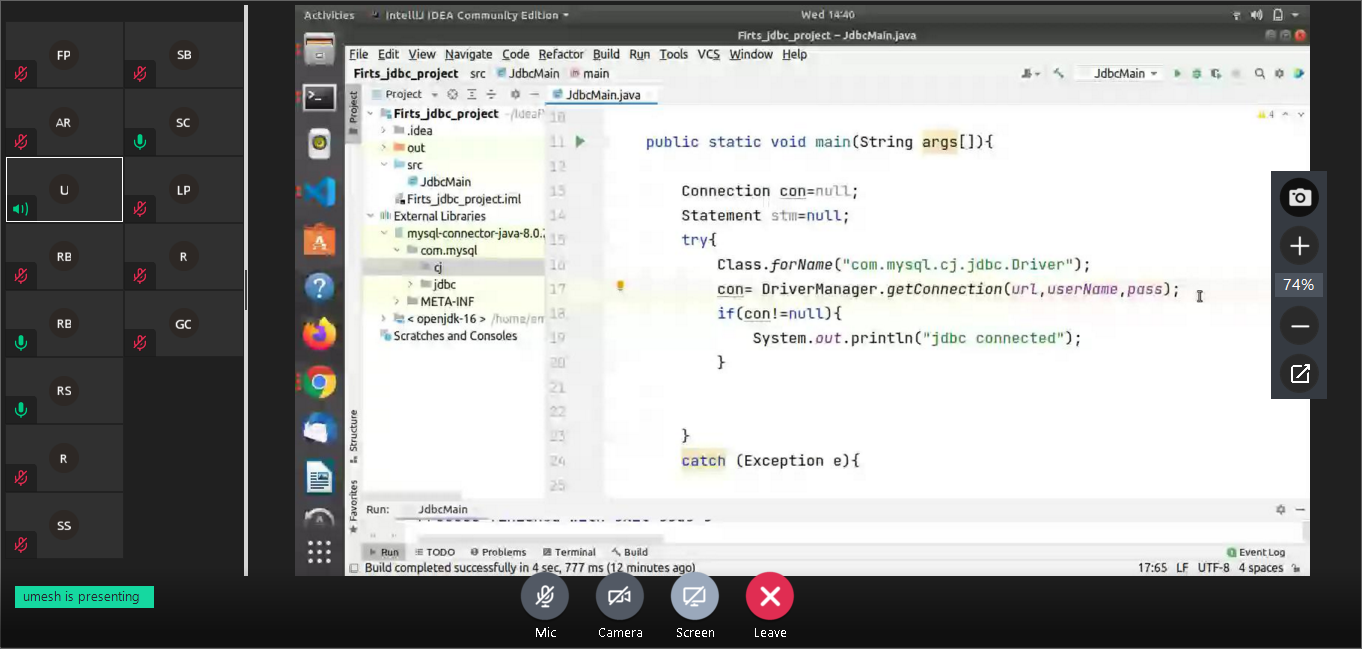 FP
SB
AR
SC
U
LP
RB
R
RB
GC
RS
R
SS
umesh is presenting
Activities
IntelliJ IDEA Community Edition
Wed 14:40
Firts_jdbc_project – JdbcMain.java
File Edit View Navigate Code Refactor Build Run Tools VCS Window Help
Firts_jdbc_project src JdbcMain main
JdbcMain
Project
Project
JdbcMain.java
Firts_jdbc_project
.idea
out
src
JdbcMain
Firts_jdbc_project.iml
External Libraries
mysql-connector-java-8.0.
com.mysql
cj
jdbc
META-INF
< openjdk-16 >
Scratches and Consoles
Structure
Favorites
4
10
11 public static void main(String args[]){
12
13 Connection con=null;
14 Statement stm=null;
15 try{
16 Class.forName("com.mysql.cj.jdbc.Driver");
17 con= DriverManager.getConnection(url,userName,pass);
18 if(con!=null){
19 System.out.println("jdbc connected");
20 }
21
22
23 }
24 catch (Exception e){
25
Run: JdbcMain
Run TODO Problems Terminal Build
Event Log
Build completed successfully in 4 sec, 777 ms (12 minutes ago)
17:65 LF UTF-8 4 spaces
74%
Mic
Camera
Screen
Leave